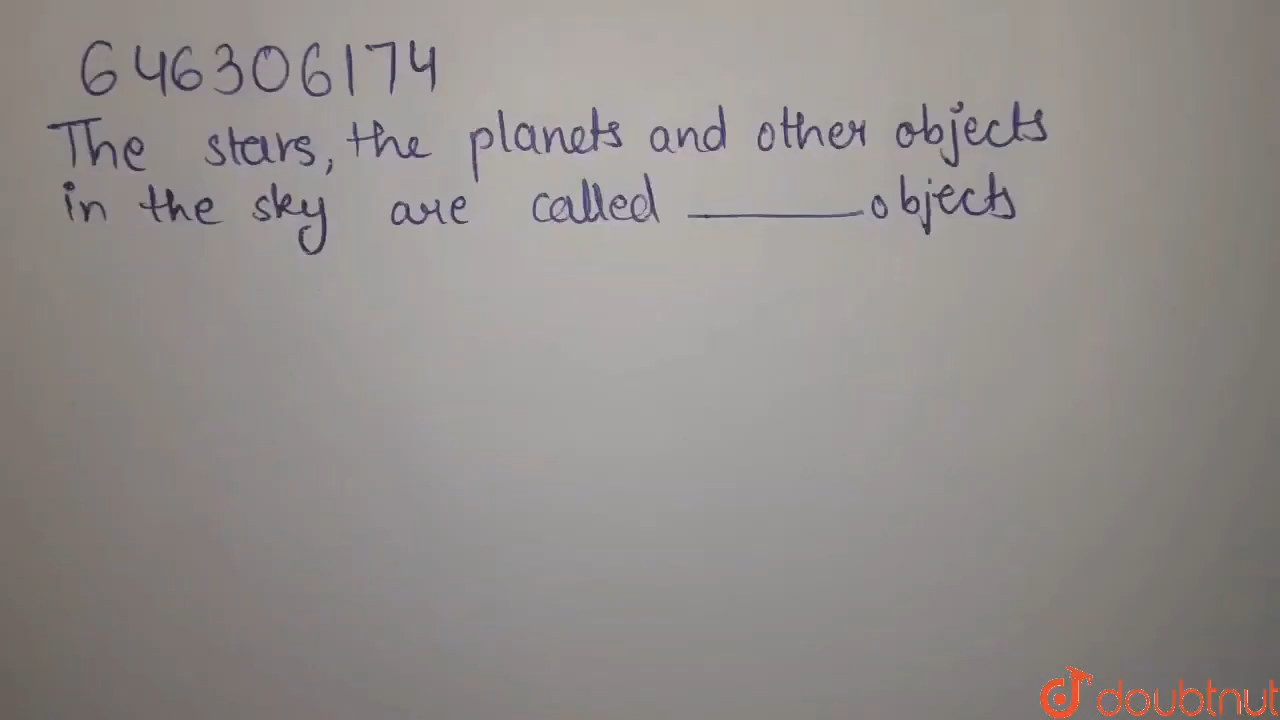 646306174
The stars, the planets and other objects
in the sky are called ______ objects
doubtnut